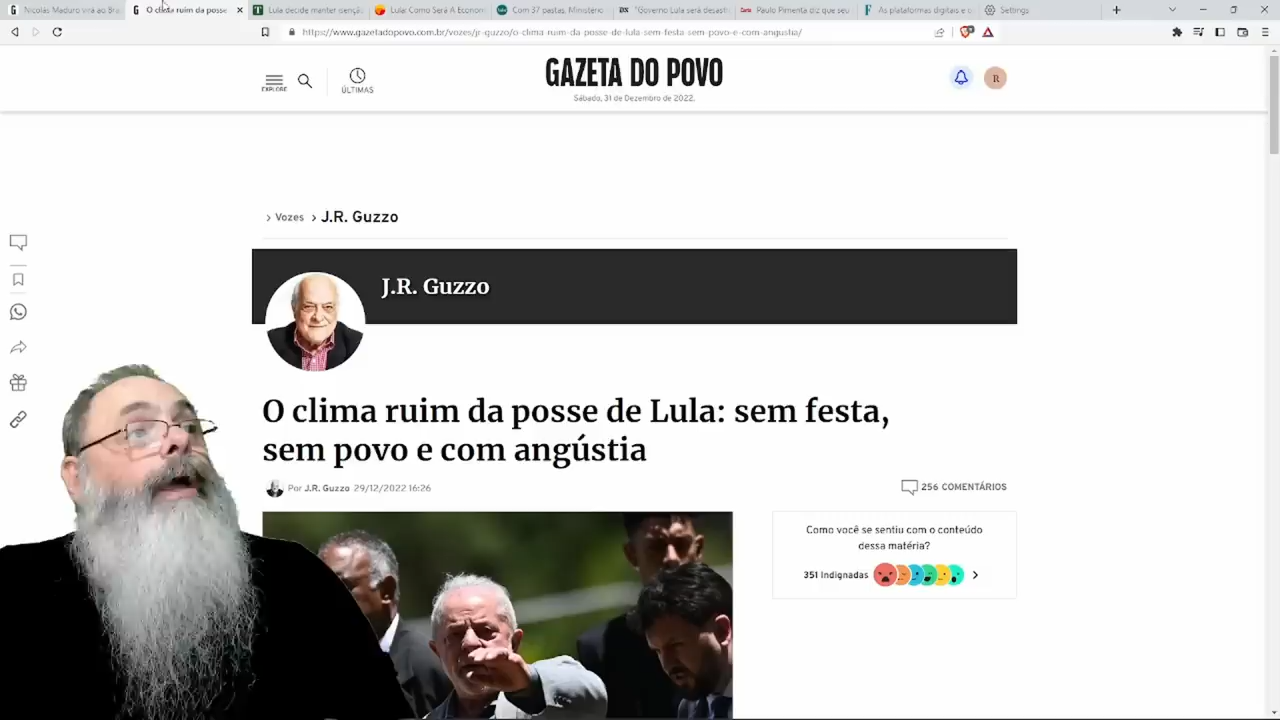 Nicolás Maduro virá ao Bra
O clima ruim da posse
Lula decide manter isenção
Lula: Como Será A Econom
Com 37 pastas, Ministério
"Governo Lula será desast
Paulo Pimenta diz que seu
As plataformas digitais e o
Settings
https://www.gazetadopovo.com.br/vozes/jr-guzzo/o-clima-ruim-da-posse-de-lula-sem-festa-sem-povo-e-com-angustia/
EXPLORE
ÚLTIMAS
GAZETA DO POVO
Sábado, 31 de Dezembro de 2022.
R
> Vozes > J.R. Guzzo
J.R. Guzzo
O clima ruim da posse de Lula: sem festa,
sem povo e com angústia
Por J.R. Guzzo 29/12/2022 16:26
256 COMENTÁRIOS
Como você se sentiu com o conteúdo
dessa matéria?
351 Indignadas